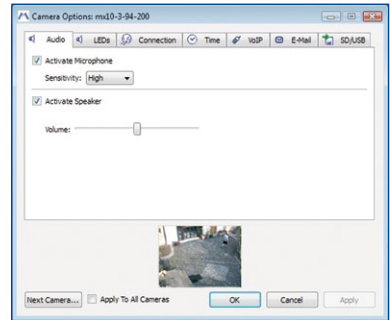 Camera Options: mx10-3-94-200
Audio LEDs Connection Time VoIP E-Mail SD/USB
Activate Microphone
Sensitivity: High
Activate Speaker
Volume:
Next Camera... Apply To All Cameras OK Cancel Apply